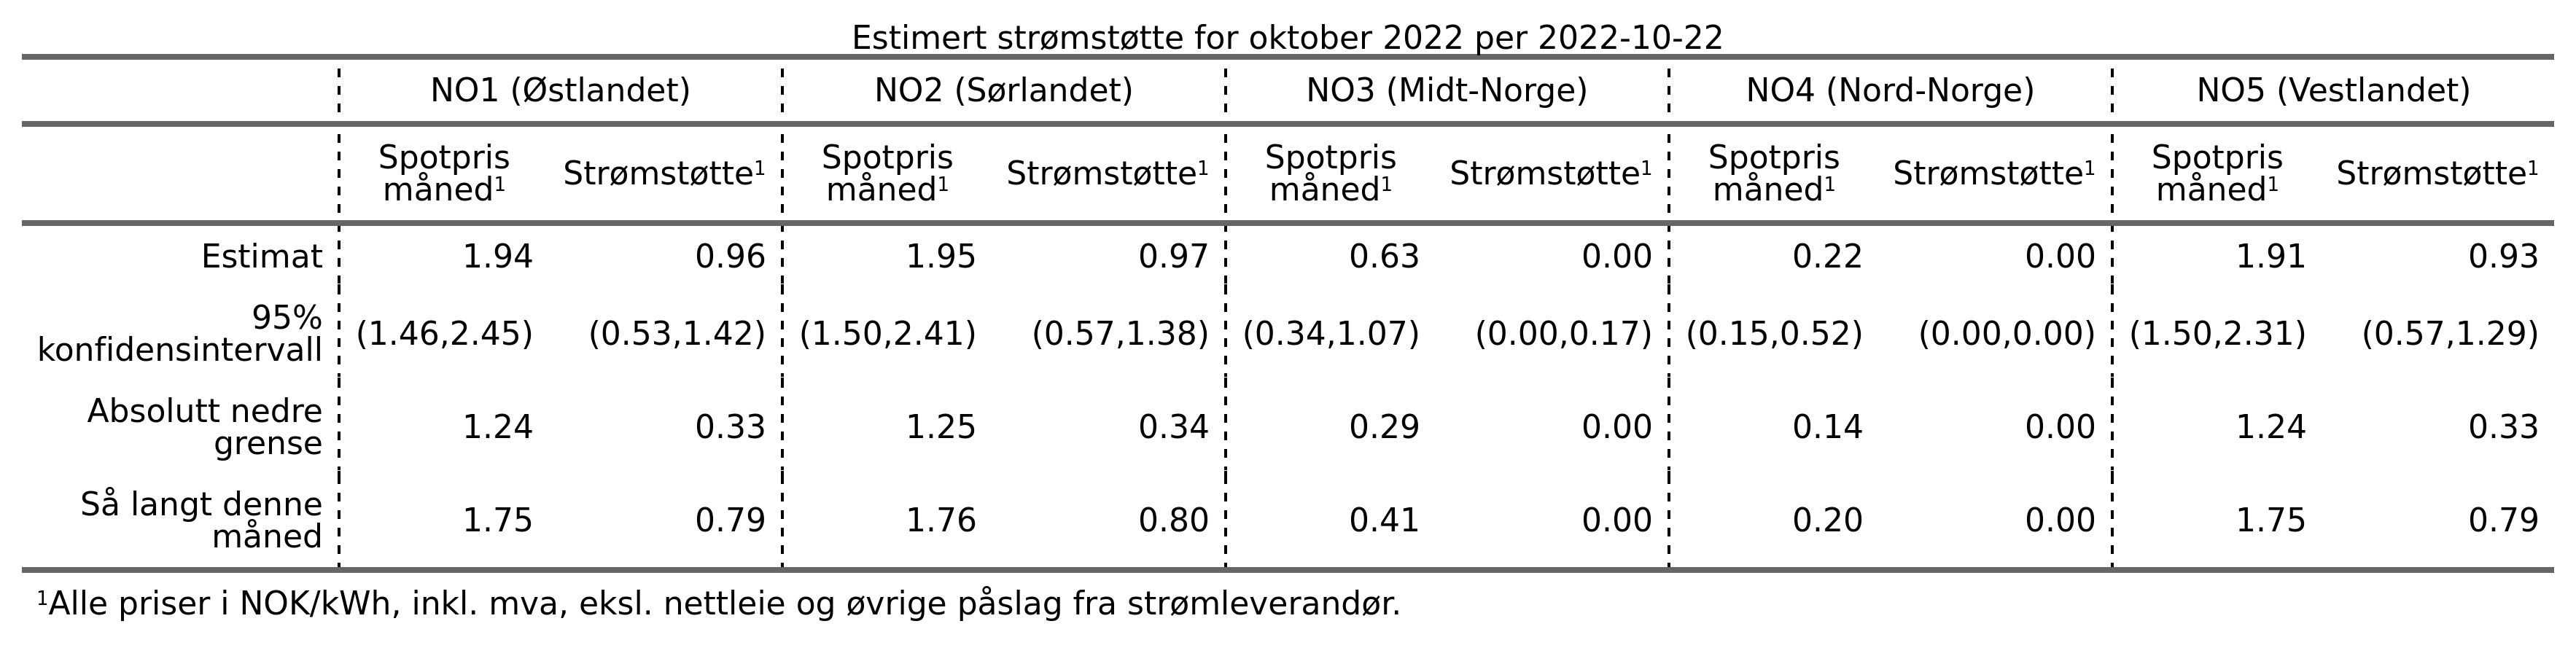 Estimert strømstøtte for oktober 2022 per 2022-10-22
NO1 (Østlandet) NO2 (Sørlandet) NO3 (Midt-Norge) NO4 (Nord-Norge) NO5 (Vestlandet)
Spotpris måned¹ Strømstøtte¹ Spotpris måned¹ Strømstøtte¹ Spotpris måned¹ Strømstøtte¹ Spotpris måned¹ Strømstøtte¹ Spotpris måned¹ Strømstøtte¹
Estimat 1.94 0.96 1.95 0.97 0.63 0.00 0.22 0.00 1.91 0.93
95% konfidensintervall (1.46,2.45) (0.53,1.42) (1.50,2.41) (0.57,1.38) (0.34,1.07) (0.00,0.17) (0.15,0.52) (0.00,0.00) (1.50,2.31) (0.57,1.29)
Absolutt nedre grense 1.24 0.33 1.25 0.34 0.29 0.00 0.14 0.00 1.24 0.33
Så langt denne måned 1.75 0.79 1.76 0.80 0.41 0.00 0.20 0.00 1.75 0.79
¹Alle priser i NOK/kWh, inkl. mva, eksl. nettleie og øvrige påslag fra strømleverandør.